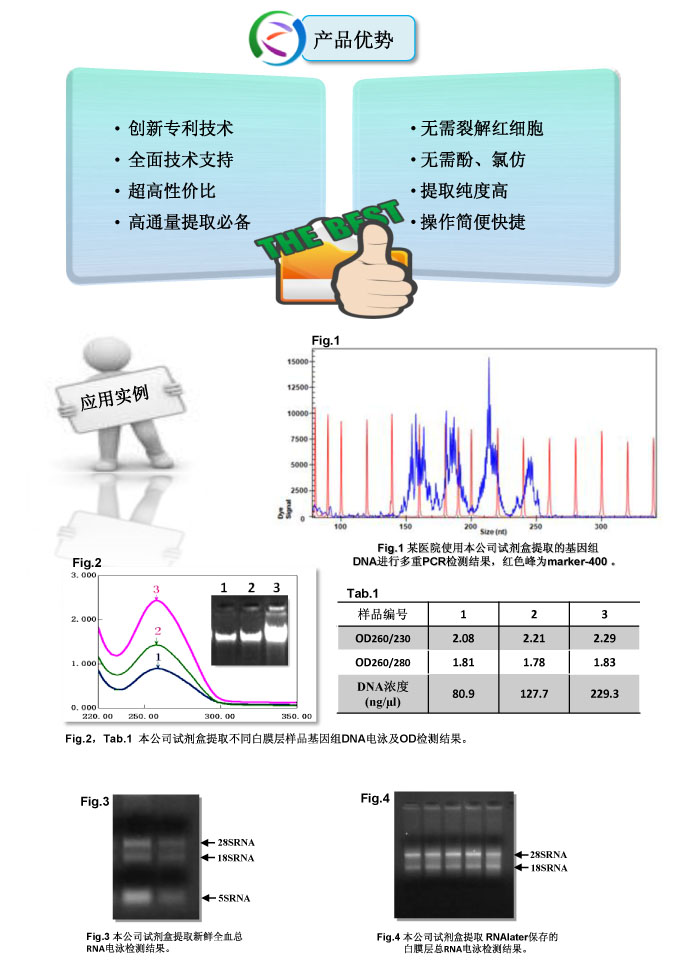 产品优势
• 创新专利技术
• 全面技术支持
• 超高性价比
• 高通量提取必备
• 无需裂解红细胞
• 无需酚、氯仿
• 提取纯度高
• 操作简便快捷
THE BEST
应用实例
Fig.1
15000
12500
10000
7500
5000
2500
0
Dye Signal
100 150 200 250 300
Size (nt)
Fig.1 某医院使用本公司试剂盒提取的基因组
DNA进行多重PCR检测结果，红色峰为marker-400 。
Fig.2
3.000
2.000
1.000
0.000
220.00 250.00 300.00 350.00
3
2
1
1 2 3
Tab.1
样品编号 1 2 3
OD260/230 2.08 2.21 2.29
OD260/280 1.81 1.78 1.83
DNA浓度 (ng/µl) 80.9 127.7 229.3
Fig.2，Tab.1 本公司试剂盒提取不同白膜层样品基因组DNA电泳及OD检测结果。
Fig.3
28SRNA
18SRNA
5SRNA
Fig.3 本公司试剂盒提取新鲜全血总
RNA电泳检测结果。
Fig.4
28SRNA
18SRNA
Fig.4 本公司试剂盒提取 RNAlater保存的
白膜层总RNA电泳检测结果。